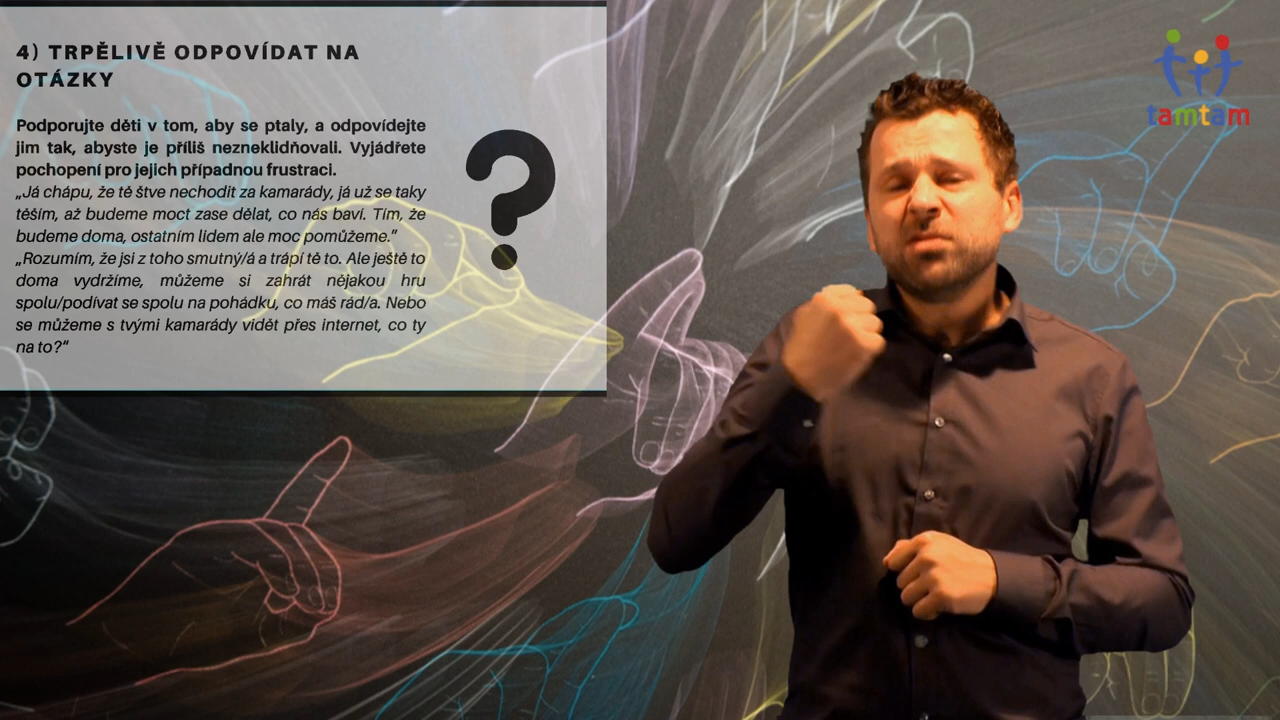 4) TRPĚLIVĚ ODPOVÍDAT NA
OTÁZKY
Podporujte děti v tom, aby se ptaly, a odpovídejte
jim tak, abyste je příliš nezneklidňovali. Vyjádřete
pochopení pro jejich případnou frustraci.
„Já chápu, že tě štve nechodit za kamarády, já už se taky
těším, až budeme moct zase dělat, co nás baví. Tím, že
budeme doma, ostatním lidem ale moc pomůžeme.”
„Rozumím, že jsi z toho smutný/á a trápí tě to. Ale ještě to
doma vydržíme, můžeme si zahrát nějakou hru
spolu/podívat se spolu na pohádku, co máš rád/a. Nebo
se můžeme s tvými kamarády vidět přes internet, co ty
na to?“
?
tamtam